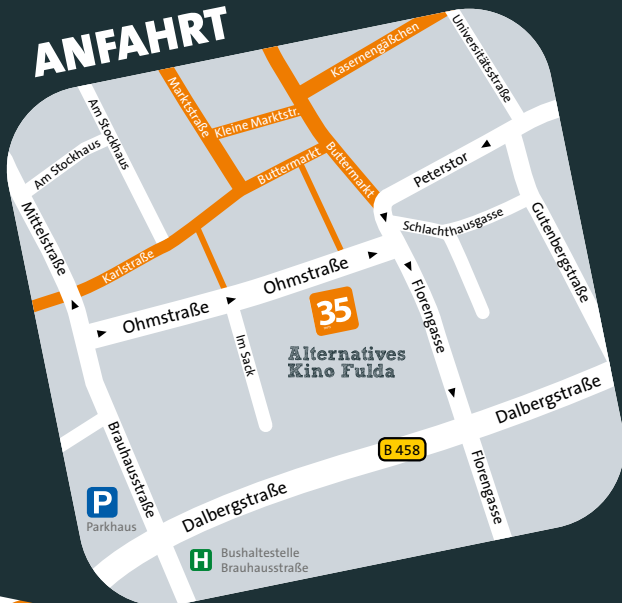 ANFAHRT
Universitätsstraße
Kasernengäßchen
Marktstraße
Am Stockhaus
Kleine Marktstr.
Am Stockhaus
Buttermarkt
Buttermarkt
Peterstor
Mittelstraße
Schlachthausgasse
Gutenbergstraße
Karlstraße
Ohmstraße
Ohmstraße
35
Florengasse
Im Sack
Alternatives
Kino Fulda
Dalbergstraße
Brauhausstraße
B 458
Florengasse
P
Parkhaus
Dalbergstraße
H
Bushaltestelle
Brauhausstraße